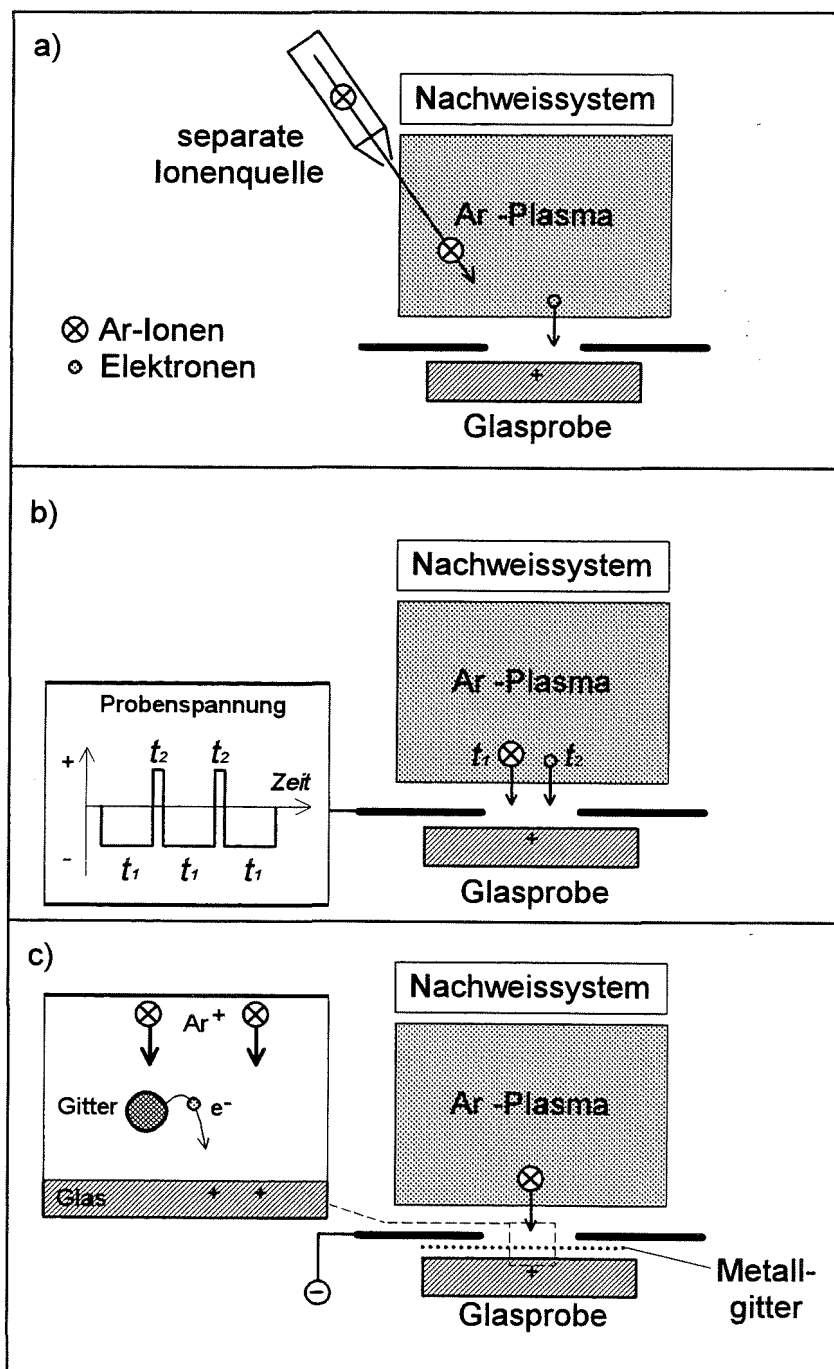 a)
separate
Ionenquelle
Nachweissystem
Ar -Plasma
Ar-Ionen
Elektronen
+
Glasprobe
b)
Nachweissystem
Ar -Plasma
Probenspannung
t2 t2
+
Zeit
-
t1 t1 t1
t1 t2
+
Glasprobe
c)
Nachweissystem
Ar+
Ar -Plasma
Gitter
e-
Glas
+ +
+
-
Glasprobe
Metall-
gitter